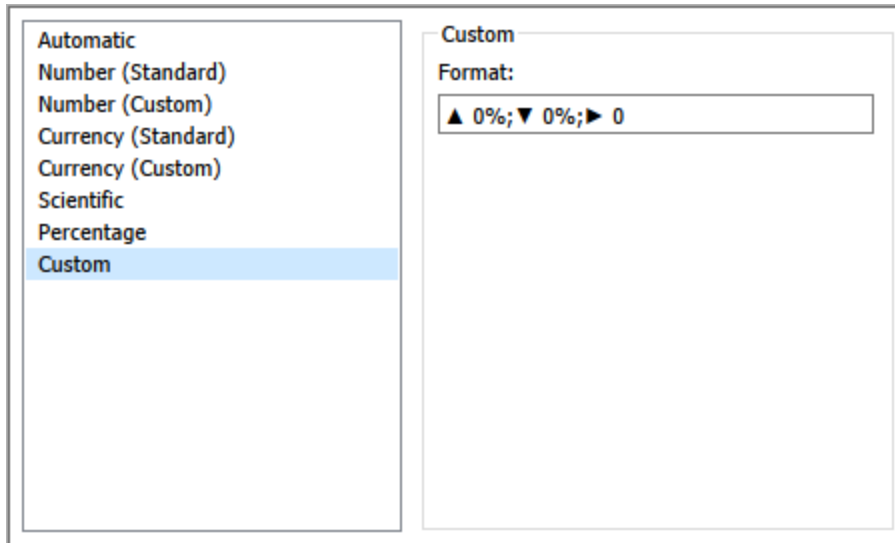 Automatic
Number (Standard)
Number (Custom)
Currency (Standard)
Currency (Custom)
Scientific
Percentage
Custom
Custom
Format:
▲ 0%;▼ 0%;► 0